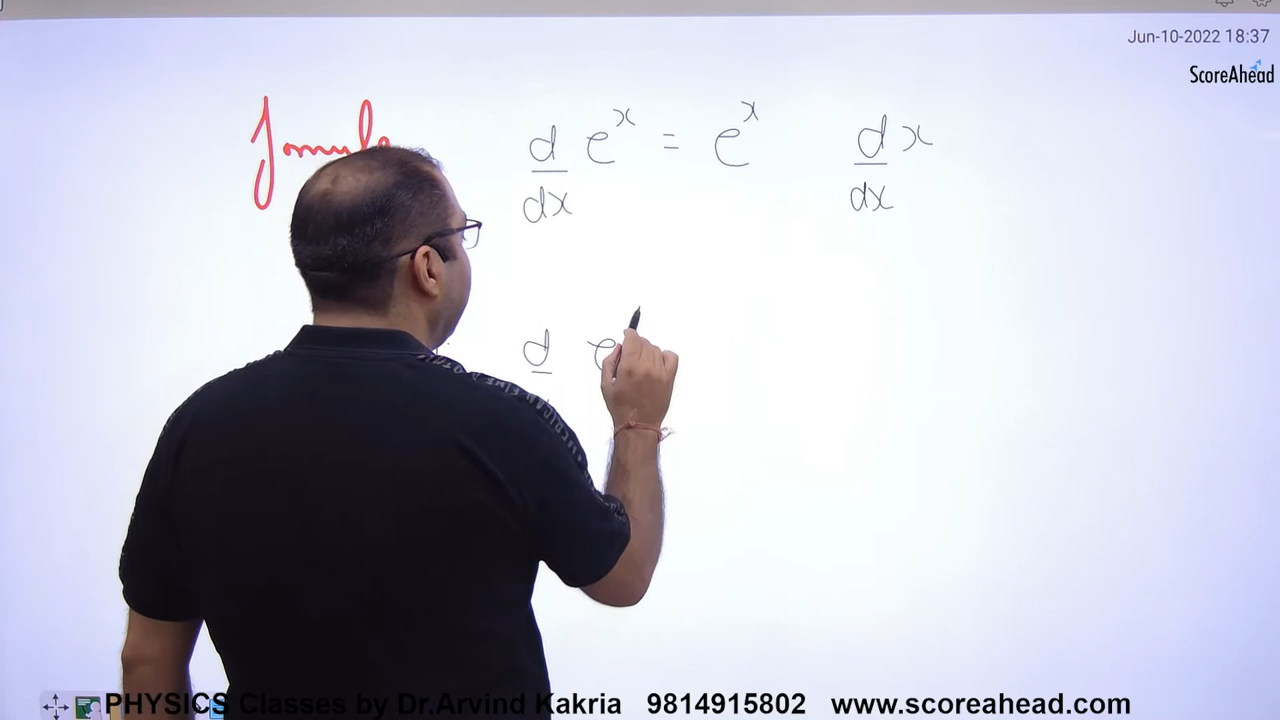 Jun-10-2022 18:37
ScoreAhead
d/dx e^x = e^x d/dx x
d e
PHYSICS Classes by Dr.Arvind Kakria 9814915802 www.scoreahead.com